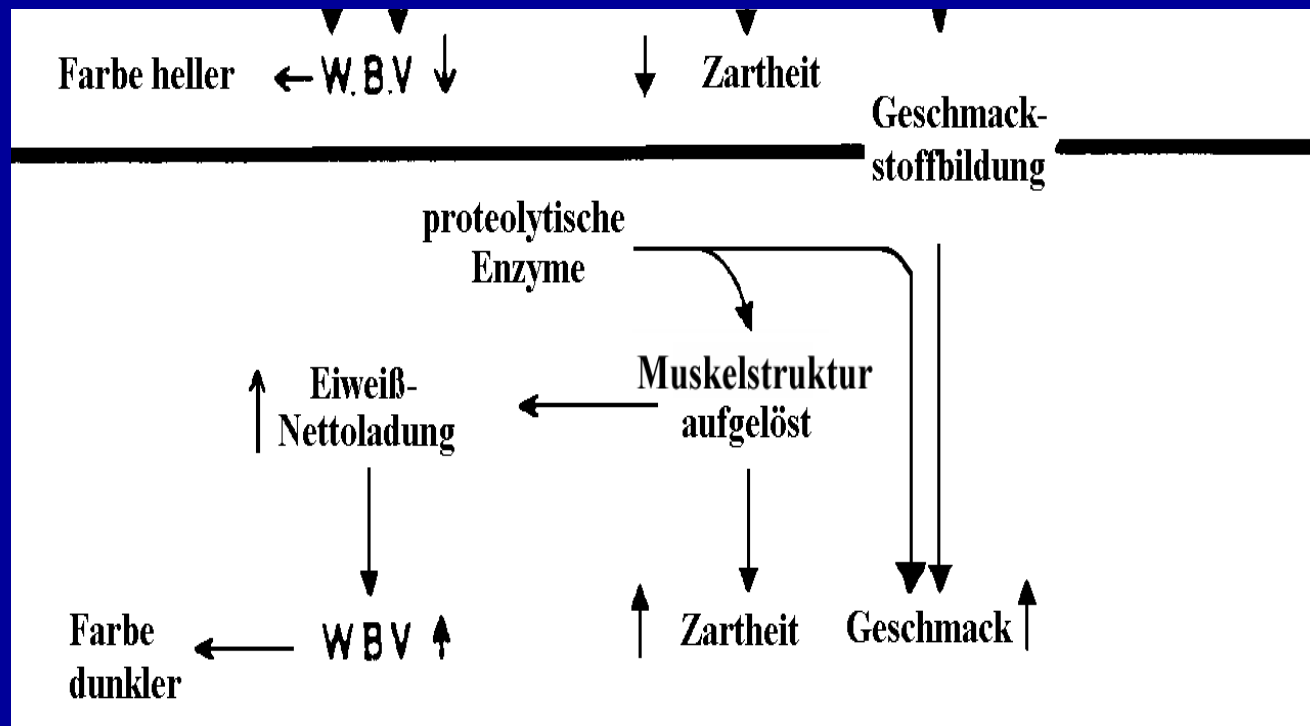 Farbe heller
W.B.V
Zartheit
Geschmack-
stoffbildung
proteolytische
Enzyme
Eiweiß-
Nettoladung
Muskelstruktur
aufgelöst
Farbe
dunkler
WBV
Zartheit
Geschmack